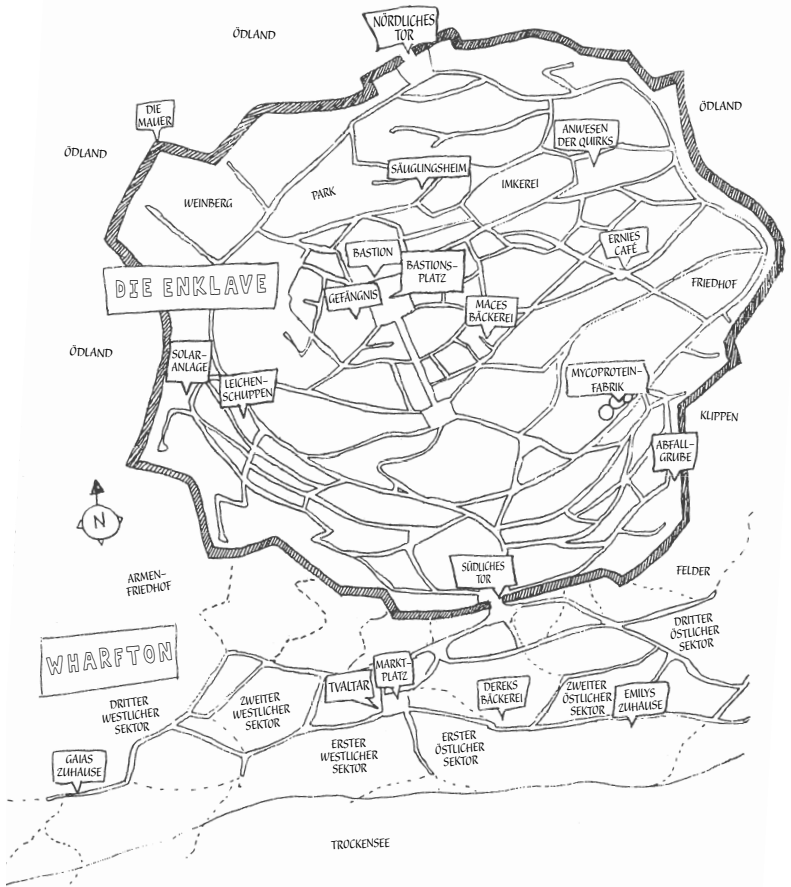 NÖRDLICHES
TOR
ÖDLAND
DIE
MAUER
ÖDLAND
ÖDLAND
ANWESEN
DER QUIRKS
SÄUGLINGSHEIM
IMKEREI
PARK
WEINBERG
ERNIES
CAFÉ
BASTION
BASTIONS-
PLATZ
FRIEDHOF
DIE ENKLAVE
GEFÄNGNIS
MACES
BÄCKEREI
ÖDLAND
SOLAR-
ANLAGE
LEICHEN-
SCHUPPEN
MYCOPROTEIN-
FABRIK
KLIPPEN
ABFALL-
GRUBE
N
SÜDLICHES
TOR
FELDER
ARMEN-
FRIEDHOF
DRITTER
ÖSTLICHER
SEKTOR
WHARFTON
MARKT-
PLATZ
TVALTAR
DEREKS
BÄCKEREI
ZWEITER
ÖSTLICHER
SEKTOR
EMILYS
ZUHAUSE
DRITTER
WESTLICHER
SEKTOR
ZWEITER
WESTLICHER
SEKTOR
ERSTER
WESTLICHER
SEKTOR
ERSTER
ÖSTLICHER
SEKTOR
GAIAS
ZUHAUSE
TROCKENSEE